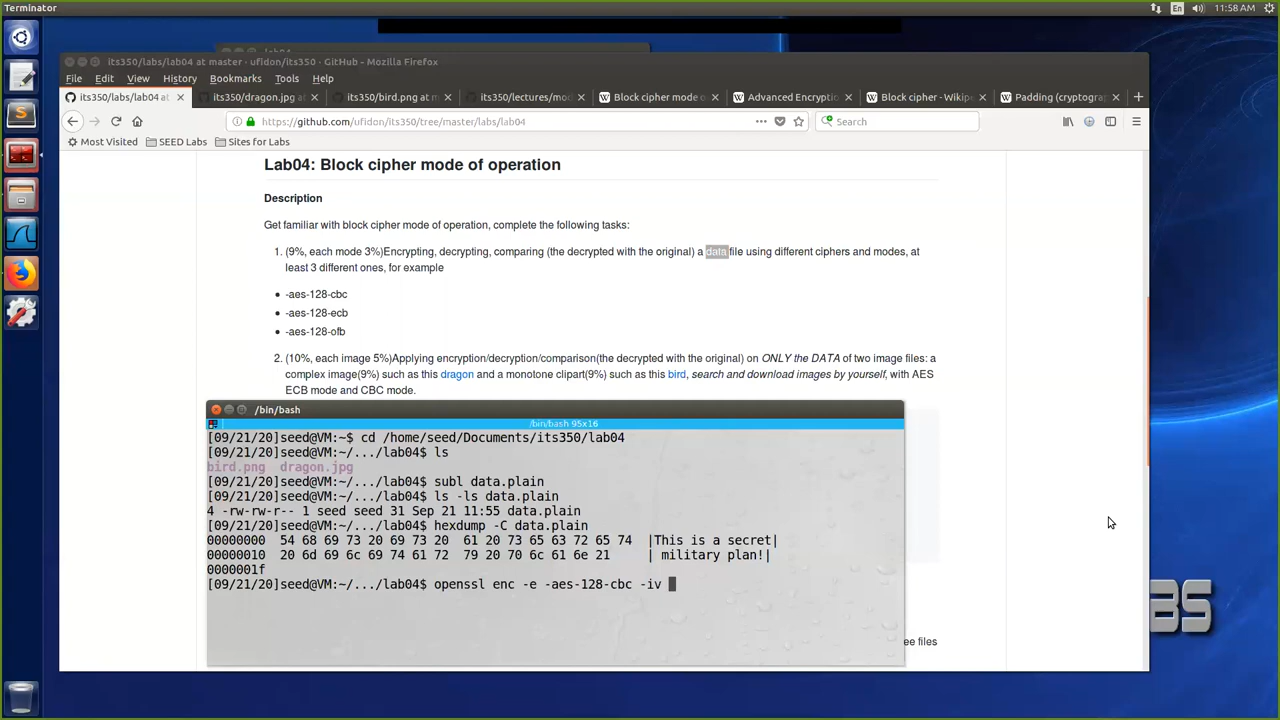 Terminator
En
11:58 AM
lab04
its350/labs/lab04 at master · ufidon/its350 · GitHub - Mozilla Firefox
File Edit View History Bookmarks Tools Help
its350/labs/lab04 at
its350/dragon.jpg at
its350/bird.png at m
its350/lectures/mod
Block cipher mode o
Advanced Encryptio
Block cipher - Wikipe
Padding (cryptograp
https://github.com/ufidon/its350/tree/master/labs/lab04
Search
Most Visited SEED Labs Sites for Labs
Lab04: Block cipher mode of operation
Description
Get familiar with block cipher mode of operation, complete the following tasks:
1. (9%, each mode 3%)Encrypting, decrypting, comparing (the decrypted with the original) a data file using different ciphers and modes, at
least 3 different ones, for example
• -aes-128-cbc
• -aes-128-ecb
• -aes-128-ofb
2. (10%, each image 5%)Applying encryption/decryption/comparison(the decrypted with the original) on ONLY the DATA of two image files: a
complex image(9%) such as this dragon and a monotone clipart(9%) such as this bird, search and download images by yourself, with AES
ECB mode and CBC mode.
/bin/bash
/bin/bash 95x16
[09/21/20]seed@VM:~$ cd /home/seed/Documents/its350/lab04
[09/21/20]seed@VM:~/.../lab04$ ls
bird.png dragon.jpg
[09/21/20]seed@VM:~/.../lab04$ subl data.plain
[09/21/20]seed@VM:~/.../lab04$ ls -ls data.plain
4 -rw-rw-r-- 1 seed seed 31 Sep 21 11:55 data.plain
[09/21/20]seed@VM:~/.../lab04$ hexdump -C data.plain
00000000 54 68 69 73 20 69 73 20 61 20 73 65 63 72 65 74 |This is a secret|
00000010 20 6d 69 6c 69 74 61 72 79 20 70 6c 61 6e 21 | military plan!|
0000001f
[09/21/20]seed@VM:~/.../lab04$ openssl enc -e -aes-128-cbc -iv
ee files
BS